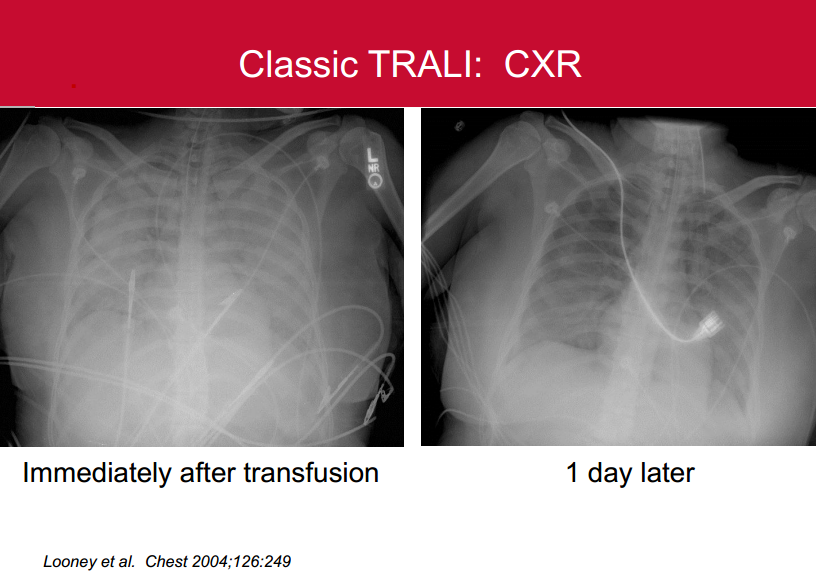 Classic TRALI: CXR
L
Immediately after transfusion
1 day later
Looney et al. Chest 2004;126:249